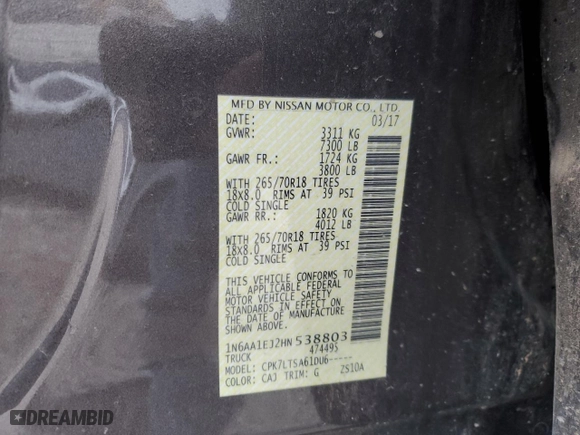 MFD BY NISSAN MOTOR CO., LTD.
DATE: 03/17
GVWR: 3311 KG
7300 LB
GAWR FR.: 1724 KG
3800 LB
WITH 265/70R18 TIRES
18x8.0 RIMS AT 39 PSI
COLD SINGLE
GAWR RR.: 1820 KG
4012 LB
WITH 265/70R18 TIRES
18x8.0 RIMS AT 39 PSI
COLD SINGLE
THIS VEHICLE CONFORMS TO
ALL APPLICABLE FEDERAL
MOTOR VEHICLE SAFETY
STANDARDS IN EFFECT ON
THE DATE OF MANUFACTURE
SHOWN ABOVE.
1N6AA1EJ2HN538803
TRUCK 474495
MODEL: CPK7LTSA61DU6-----
COLOR: CAJ TRIM: G ZS10A
DREAMBID